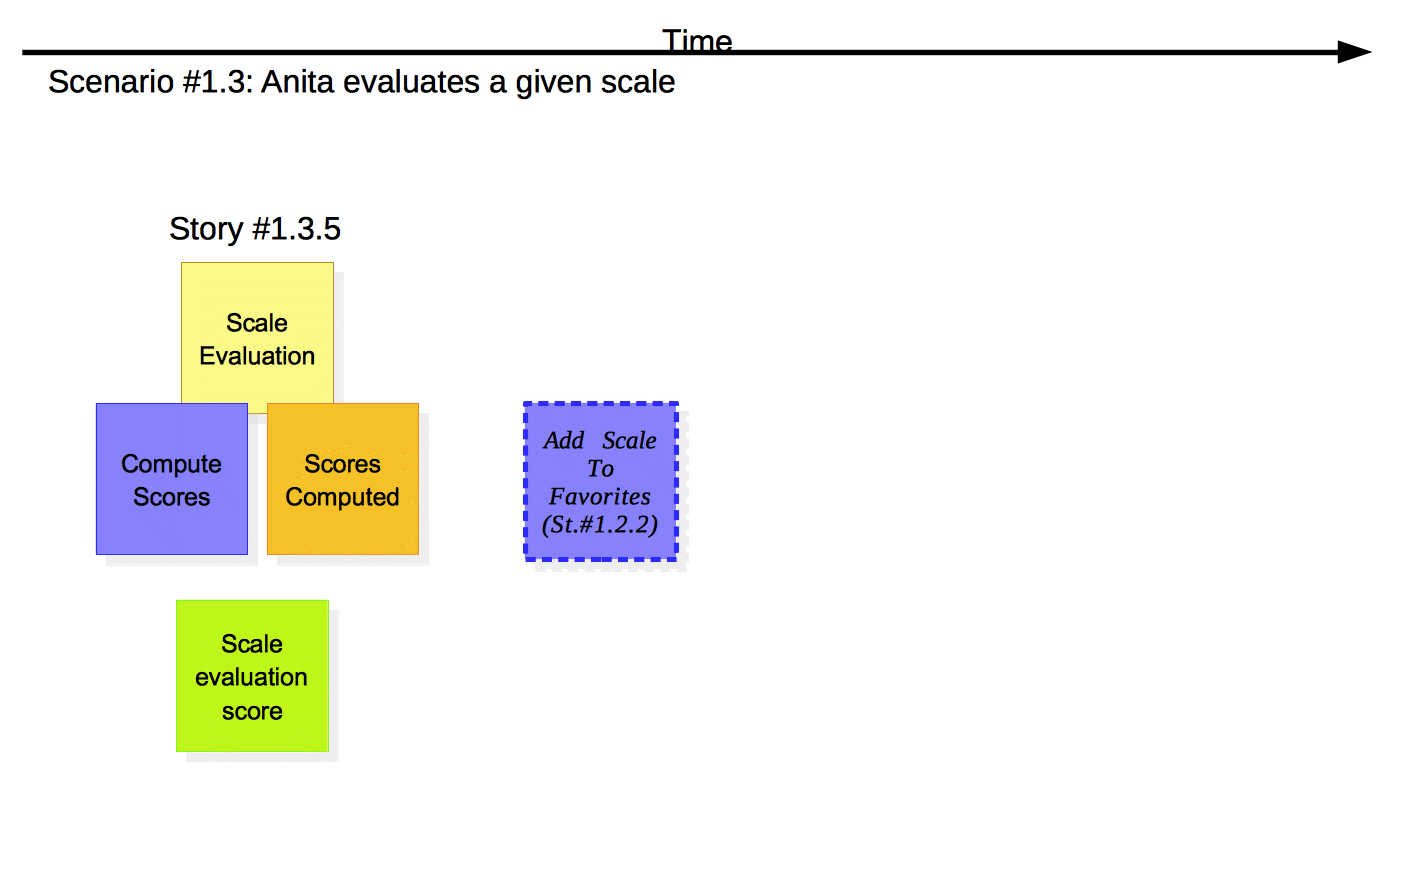 Time
Scenario #1.3: Anita evaluates a given scale
Story #1.3.5
Scale
Evaluation
Compute
Scores
Scores
Computed
Add Scale
To
Favorites
(St.#1.2.2)
Scale
evaluation
score